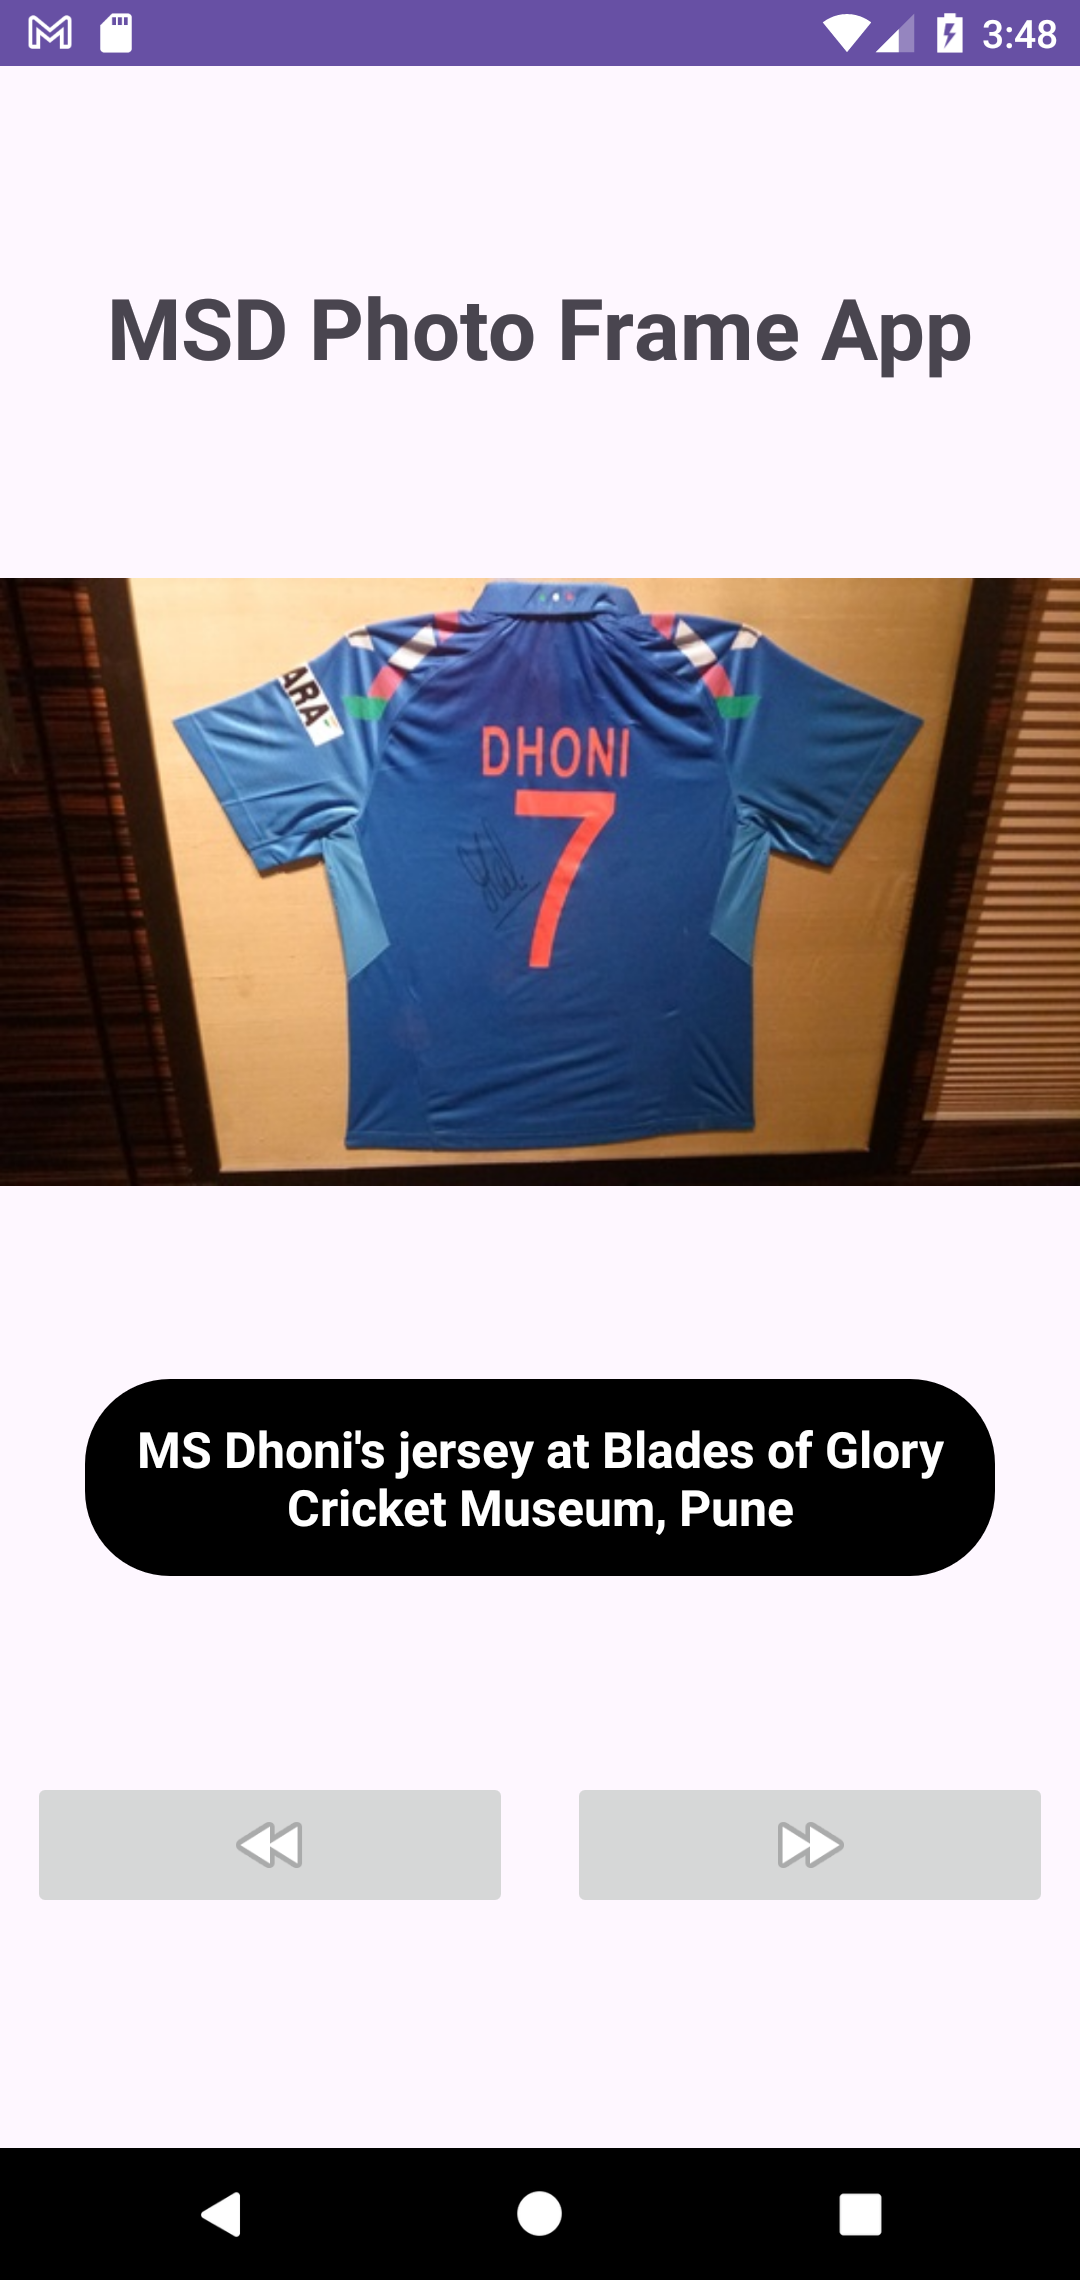 3:48
MSD Photo Frame App
ARA
DHONI
7
MS Dhoni's jersey at Blades of Glory
Cricket Museum, Pune